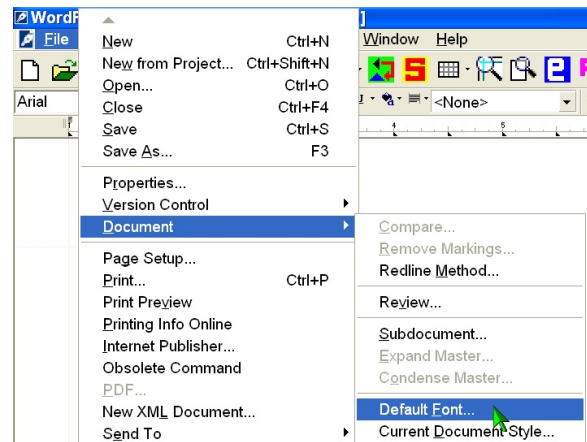 WordP
]
File
Window Help
Arial
<None>
4 5
New Ctrl+N
New from Project... Ctrl+Shift+N
Open... Ctrl+O
Close Ctrl+F4
Save Ctrl+S
Save As... F3
Properties...
Version Control
Document
Page Setup...
Print... Ctrl+P
Print Preview
Printing Info Online
Internet Publisher...
Obsolete Command
PDF...
New XML Document...
Send To
Compare...
Remove Markings...
Redline Method...
Review...
Subdocument...
Expand Master...
Condense Master...
Default Font...
Current Document Style...